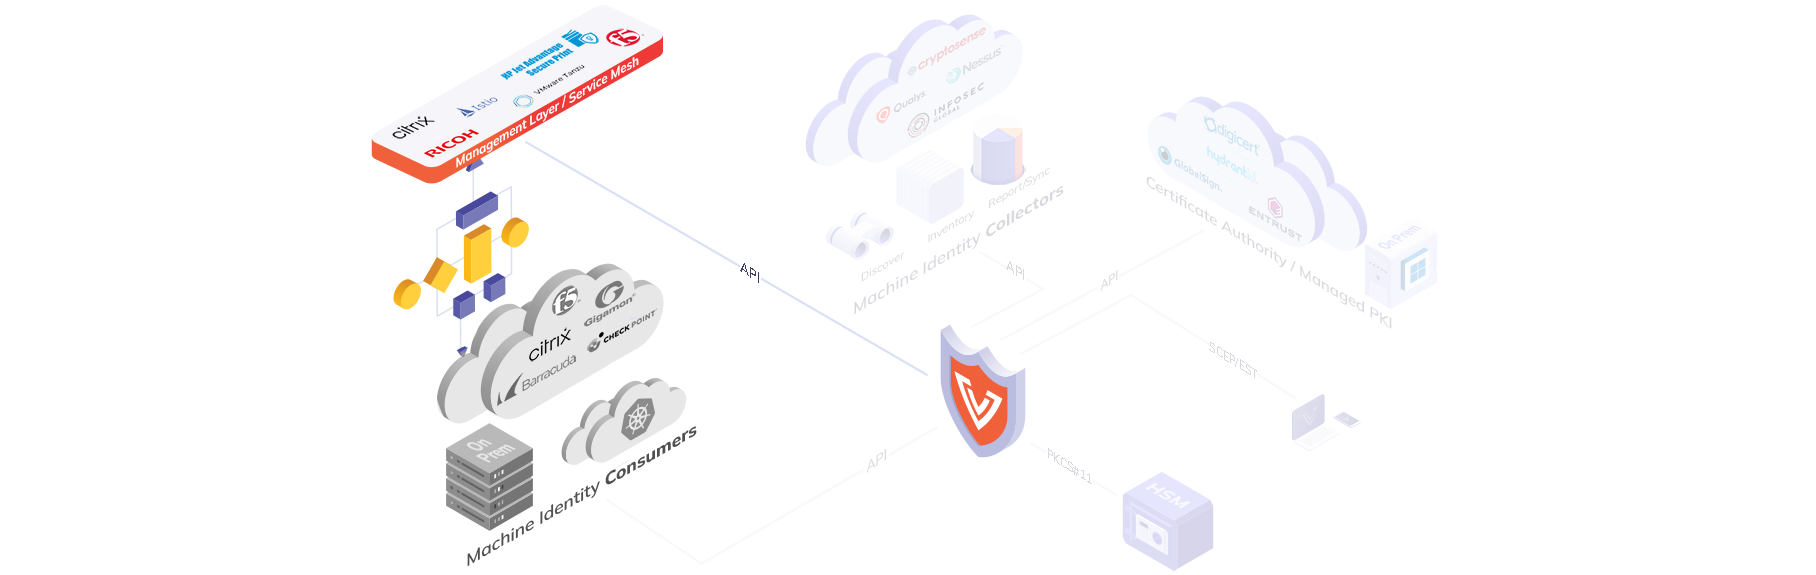 citrix
RICOH
Istio
HP Jet Advantage
Secure Print
VMware Tanzu
f5
Management Layer / Service Mesh
API
f5
Gigamon
citrix
CHECK POINT
Barracuda
On
Prem
Machine Identity Consumers
API
cryptosense
Nessus
Qualys
INFOSEC
GLOBAL
Discover
Inventory
Report/Sync
Machine Identity Collectors
API
digicert
hydrantid
GlobalSign.
ENTRUST
On Prem
Certificate Authority / Managed PKI
API
SCEP/EST
PKCS#11
HSM